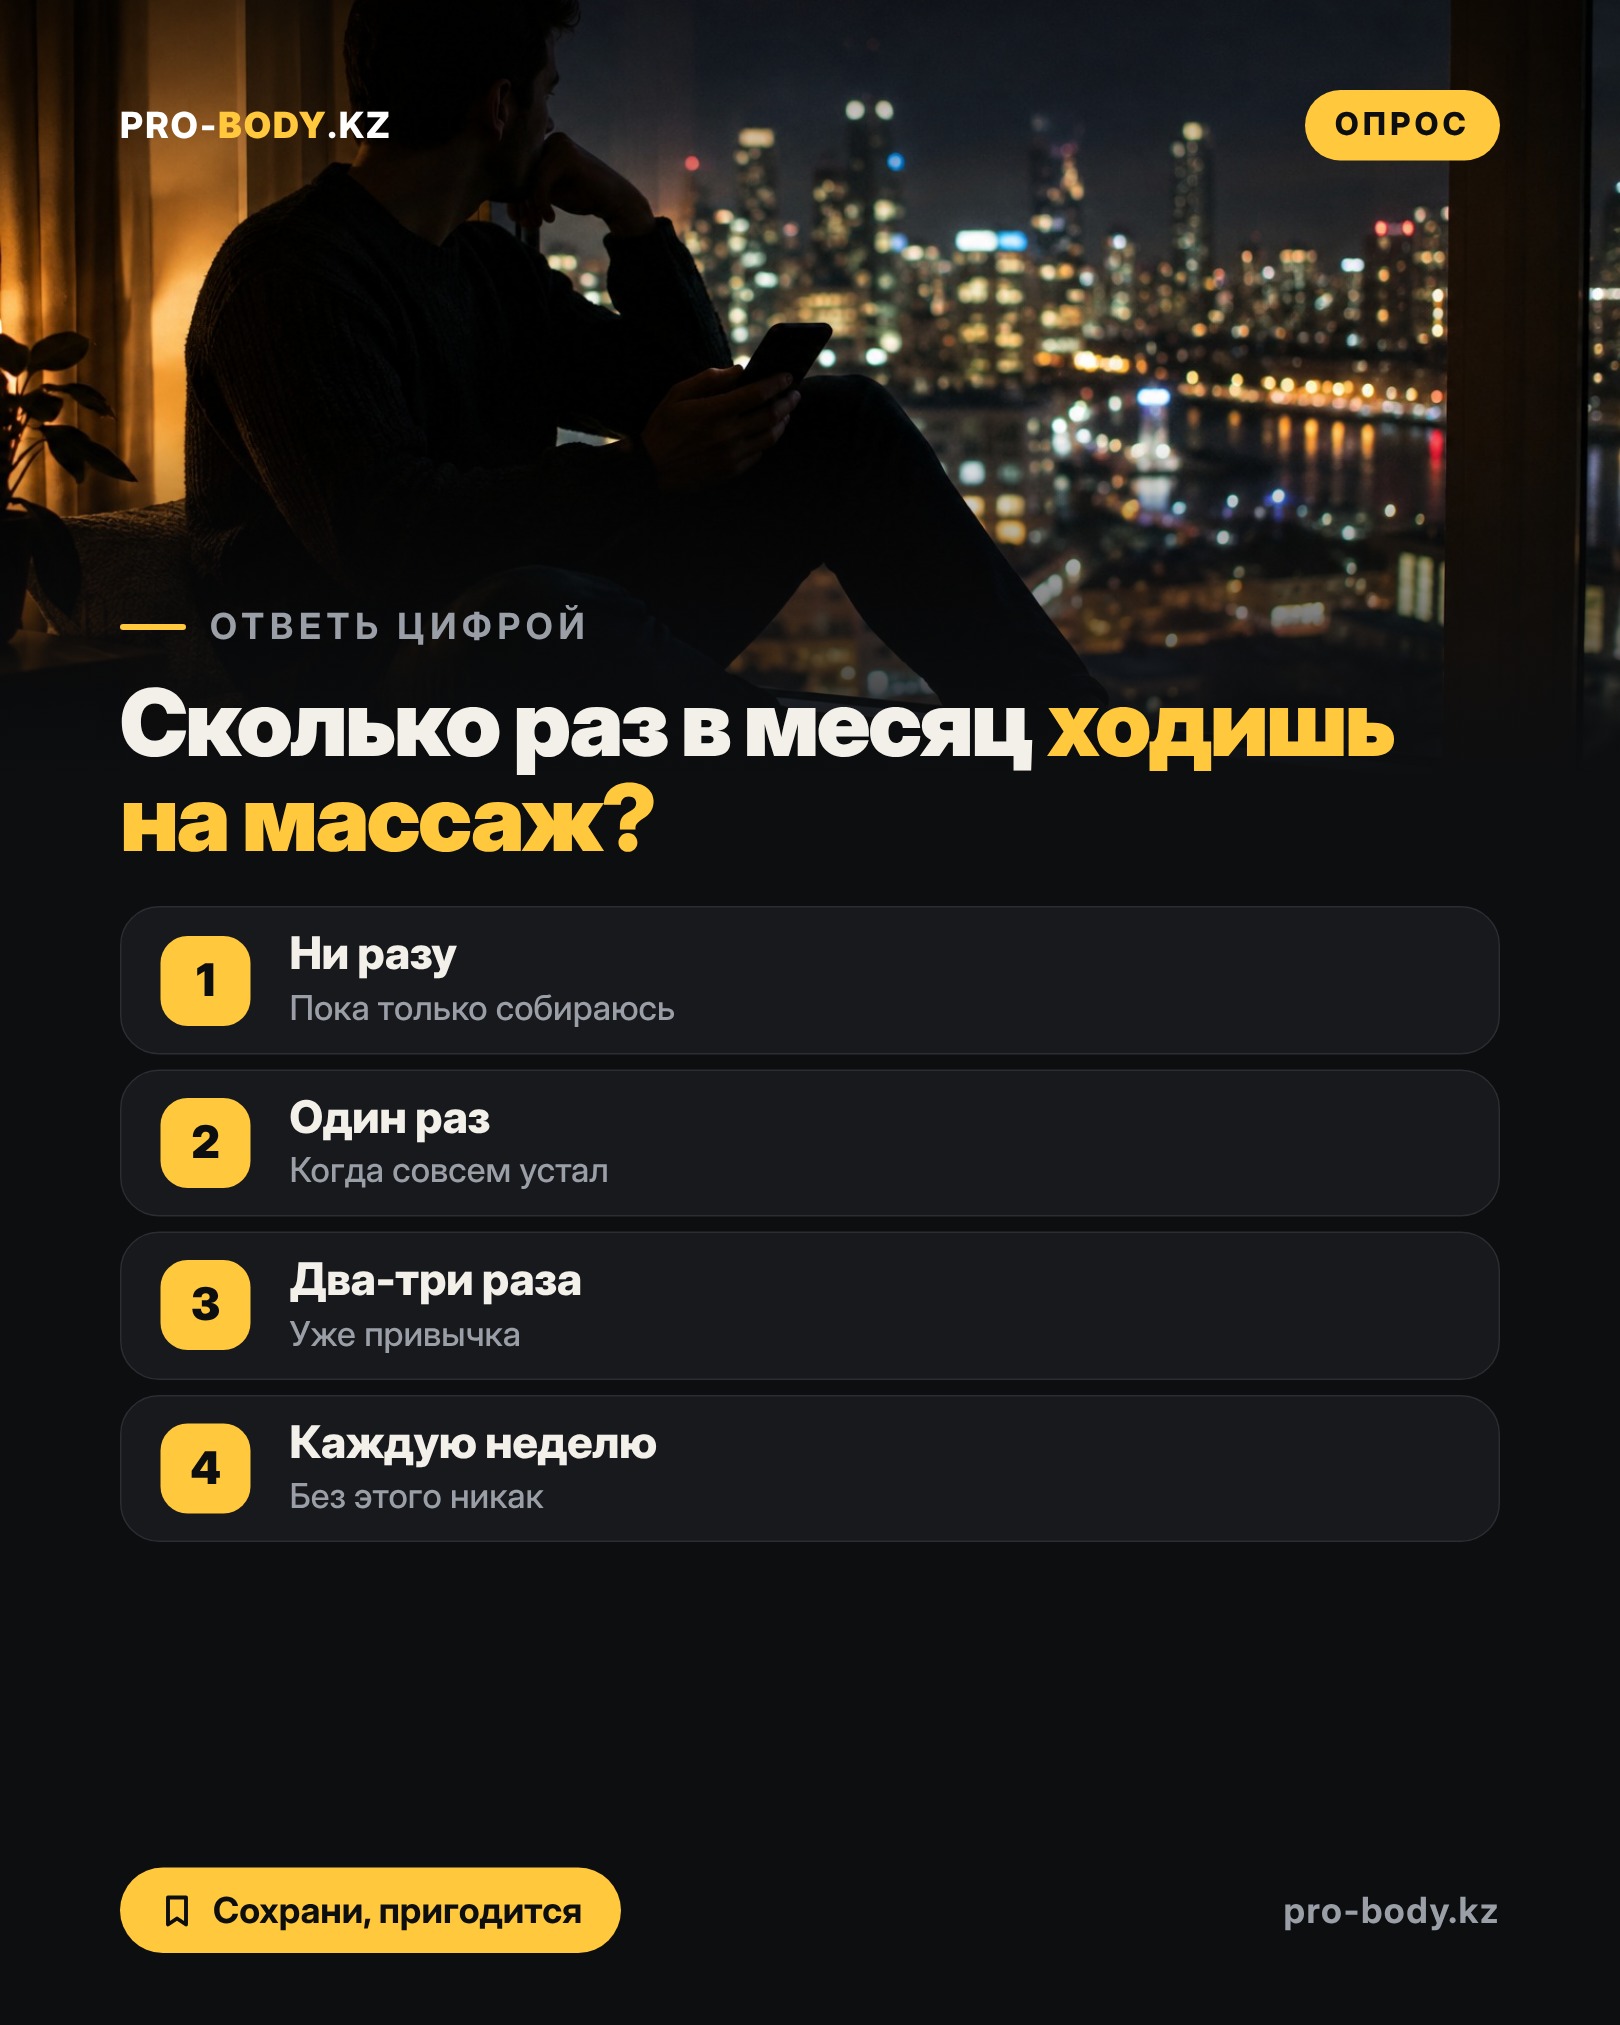 PRO-BODY.KZ
ОПРОС
ОТВЕТЬ ЦИФРОЙ
Сколько раз в месяц ходишь
на массаж?
1
Ни разу
Пока только собираюсь
2
Один раз
Когда совсем устал
3
Два-три раза
Уже привычка
4
Каждую неделю
Без этого никак
Сохрани, пригодится
pro-body.kz